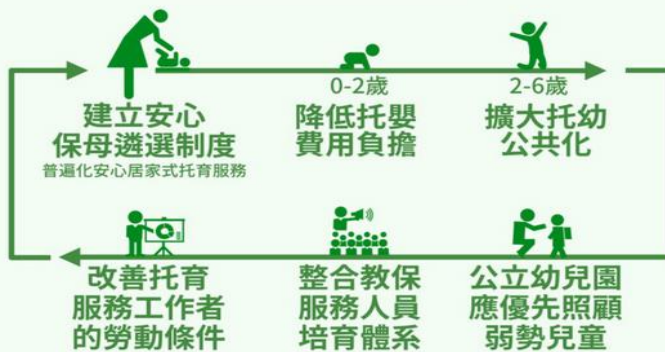 建立安心
保母遴選制度
普遍化安心居家式托育服務
0-2歲
降低托嬰
費用負擔
2-6歲
擴大托幼
公共化
改善托育
服務工作者
的勞動條件
整合教保
服務人員
培育體系
公立幼兒園
應優先照顧
弱勢兒童